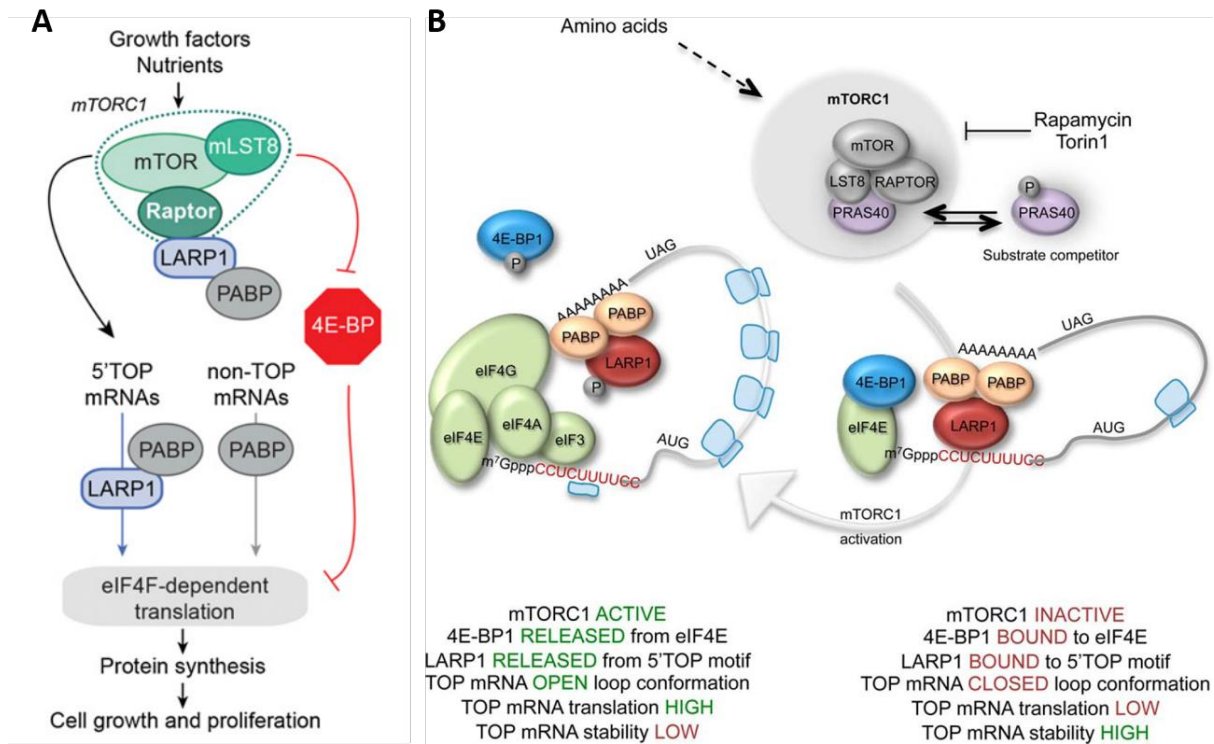 A
Growth factors
Nutrients
mTORC1
mLST8
mTOR
Raptor
LARP1
PABP
4E-BP
5'TOP
mRNAs
non-TOP
mRNAs
PABP
PABP
LARP1
eIF4F-dependent
translation
Protein synthesis
Cell growth and proliferation
B
Amino acids
mTORC1
mTOR
LST8
RAPTOR
PRAS40
Rapamycin
Torin1
P
PRAS40
Substrate competitor
4E-BP1
P
UAG
AAAAAAAA
PABP
PABP
LARP1
P
eIF4G
eIF4A
eIF4E
eIF3
AUG
m7GpppCCUCUUUUCC
UAG
AAAAAAAA
4E-BP1
PABP
PABP
eIF4E
LARP1
AUG
m7GpppCCUCUUUUCC
mTORC1
activation
mTORC1 ACTIVE
4E-BP1 RELEASED from eIF4E
LARP1 RELEASED from 5'TOP motif
TOP mRNA OPEN loop conformation
TOP mRNA translation HIGH
TOP mRNA stability LOW
mTORC1 INACTIVE
4E-BP1 BOUND to eIF4E
LARP1 BOUND to 5'TOP motif
TOP mRNA CLOSED loop conformation
TOP mRNA translation LOW
TOP mRNA stability HIGH